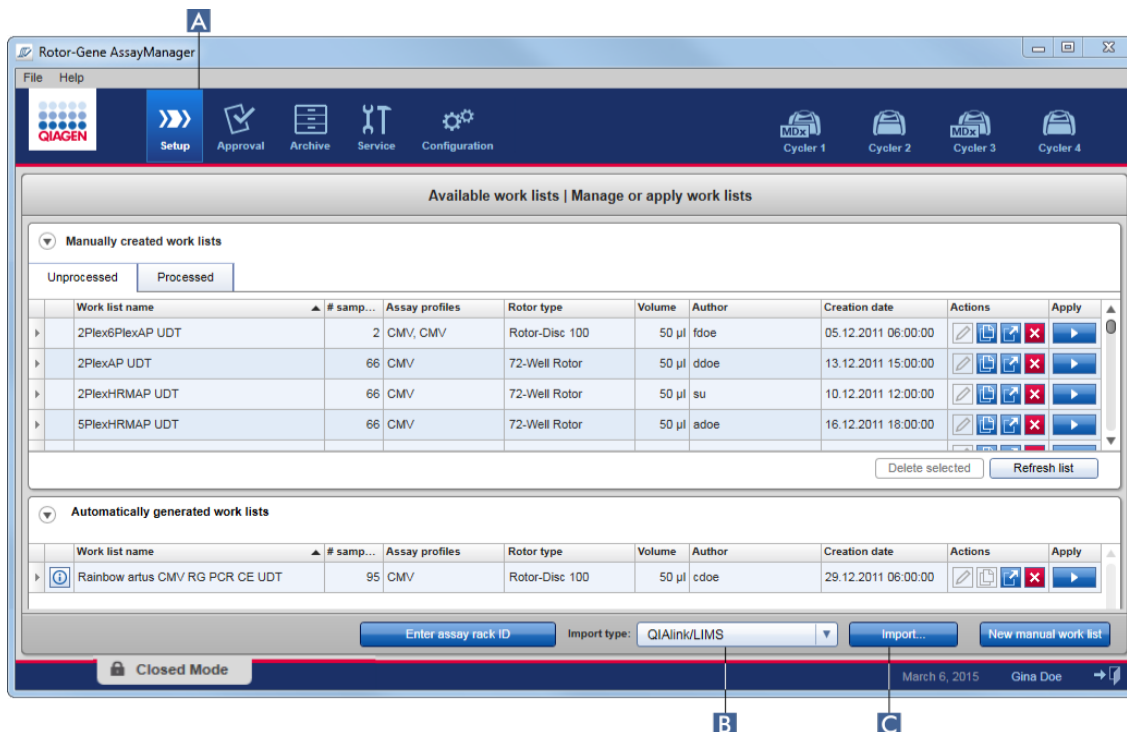 A
Rotor-Gene AssayManager
File Help
QIAGEN
Setup Approval Archive Service Configuration MDx Cycler 1 Cycler 2 MDx Cycler 3 Cycler 4
Available work lists | Manage or apply work lists
Manually created work lists
Unprocessed Processed
Work list name # samp... Assay profiles Rotor type Volume Author Creation date Actions Apply
2Plex6PlexAP UDT 2 CMV, CMV Rotor-Disc 100 50 µl fdoe 05.12.2011 06:00:00
2PlexAP UDT 66 CMV 72-Well Rotor 50 µl ddoe 13.12.2011 15:00:00
2PlexHRMAP UDT 66 CMV 72-Well Rotor 50 µl su 10.12.2011 12:00:00
5PlexHRMAP UDT 66 CMV 72-Well Rotor 50 µl adoe 16.12.2011 18:00:00
Delete selected Refresh list
Automatically generated work lists
Work list name # samp... Assay profiles Rotor type Volume Author Creation date Actions Apply
Rainbow artus CMV RG PCR CE UDT 95 CMV Rotor-Disc 100 50 µl cdoe 29.12.2011 06:00:00
Enter assay rack ID Import type: QIAlink/LIMS Import... New manual work list
Closed Mode March 6, 2015 Gina Doe
B C